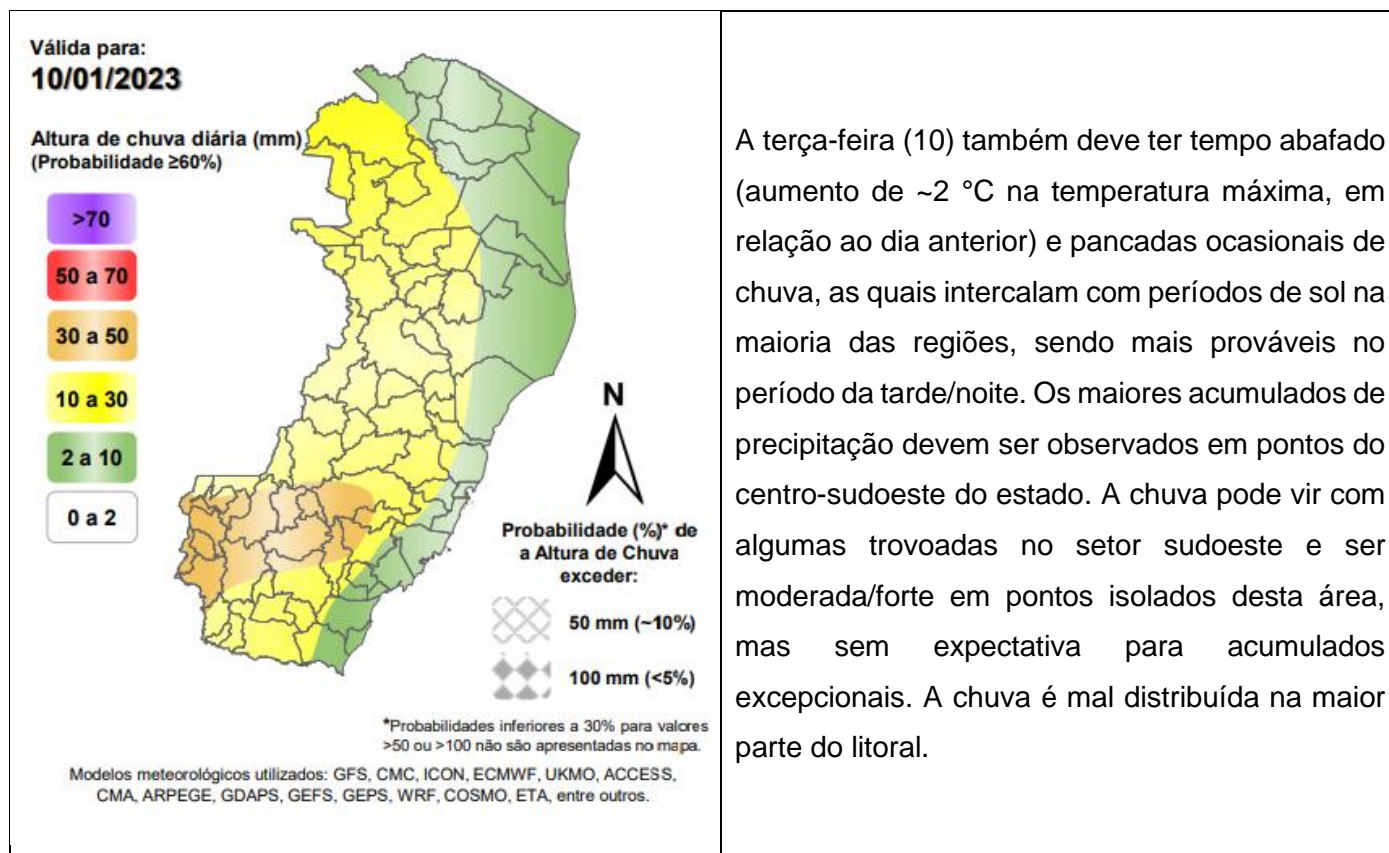 Válida para:
10/01/2023
Altura de chuva diária (mm)
(Probabilidade ≥60%)
>70
50 a 70
30 a 50
10 a 30
2 a 10
0 a 2
N
Probabilidade (%)* de
a Altura de Chuva
exceder:
50 mm (~10%)
100 mm (<5%)
*Probabilidades inferiores a 30% para valores
>50 ou >100 não são apresentadas no mapa.
Modelos meteorológicos utilizados: GFS, CMC, ICON, ECMWF, UKMO, ACCESS,
CMA, ARPEGE, GDAPS, GEFS, GEPS, WRF, COSMO, ETA, entre outros.
A terça-feira (10) também deve ter tempo abafado
(aumento de ~2 °C na temperatura máxima, em
relação ao dia anterior) e pancadas ocasionais de
chuva, as quais intercalam com períodos de sol na
maioria das regiões, sendo mais prováveis no
período da tarde/noite. Os maiores acumulados de
precipitação devem ser observados em pontos do
centro-sudoeste do estado. A chuva pode vir com
algumas trovoadas no setor sudoeste e ser
moderada/forte em pontos isolados desta área,
mas sem expectativa para acumulados
excepcionais. A chuva é mal distribuída na maior
parte do litoral.